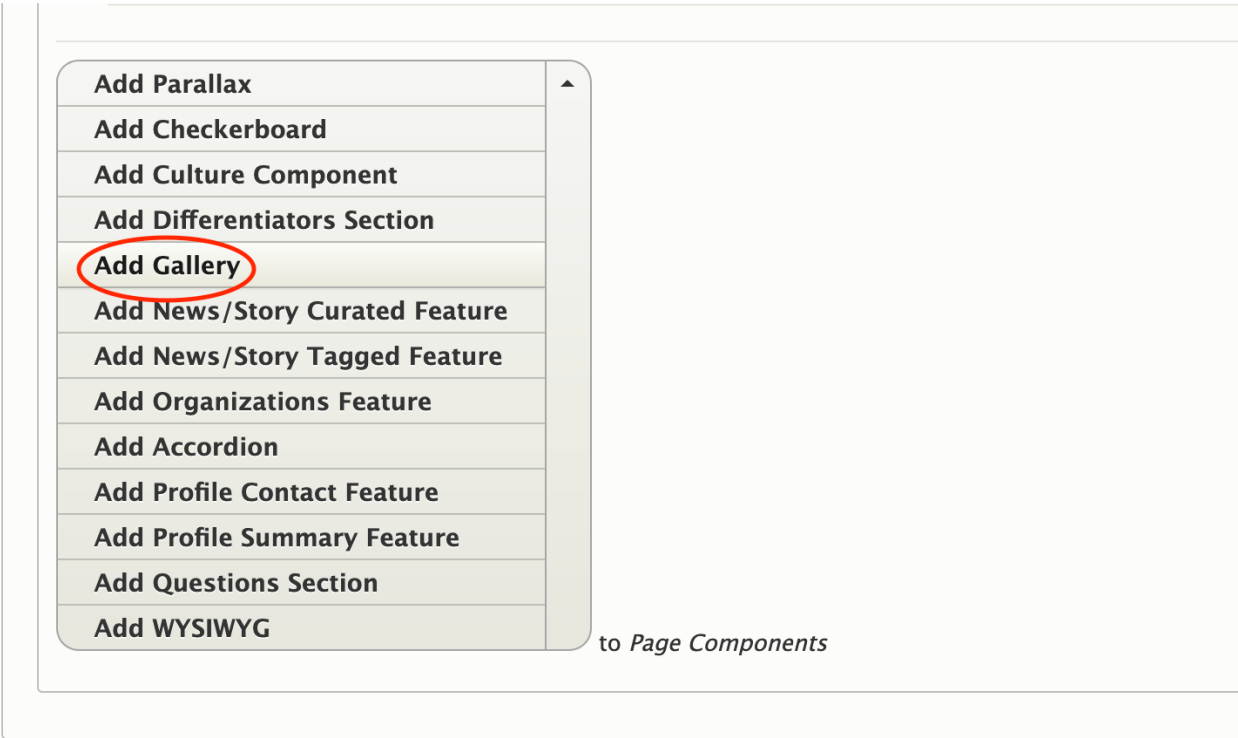 Add Parallax
Add Checkerboard
Add Culture Component
Add Differentiators Section
Add Gallery
Add News/Story Curated Feature
Add News/Story Tagged Feature
Add Organizations Feature
Add Accordion
Add Profile Contact Feature
Add Profile Summary Feature
Add Questions Section
Add WYSIWYG
to Page Components